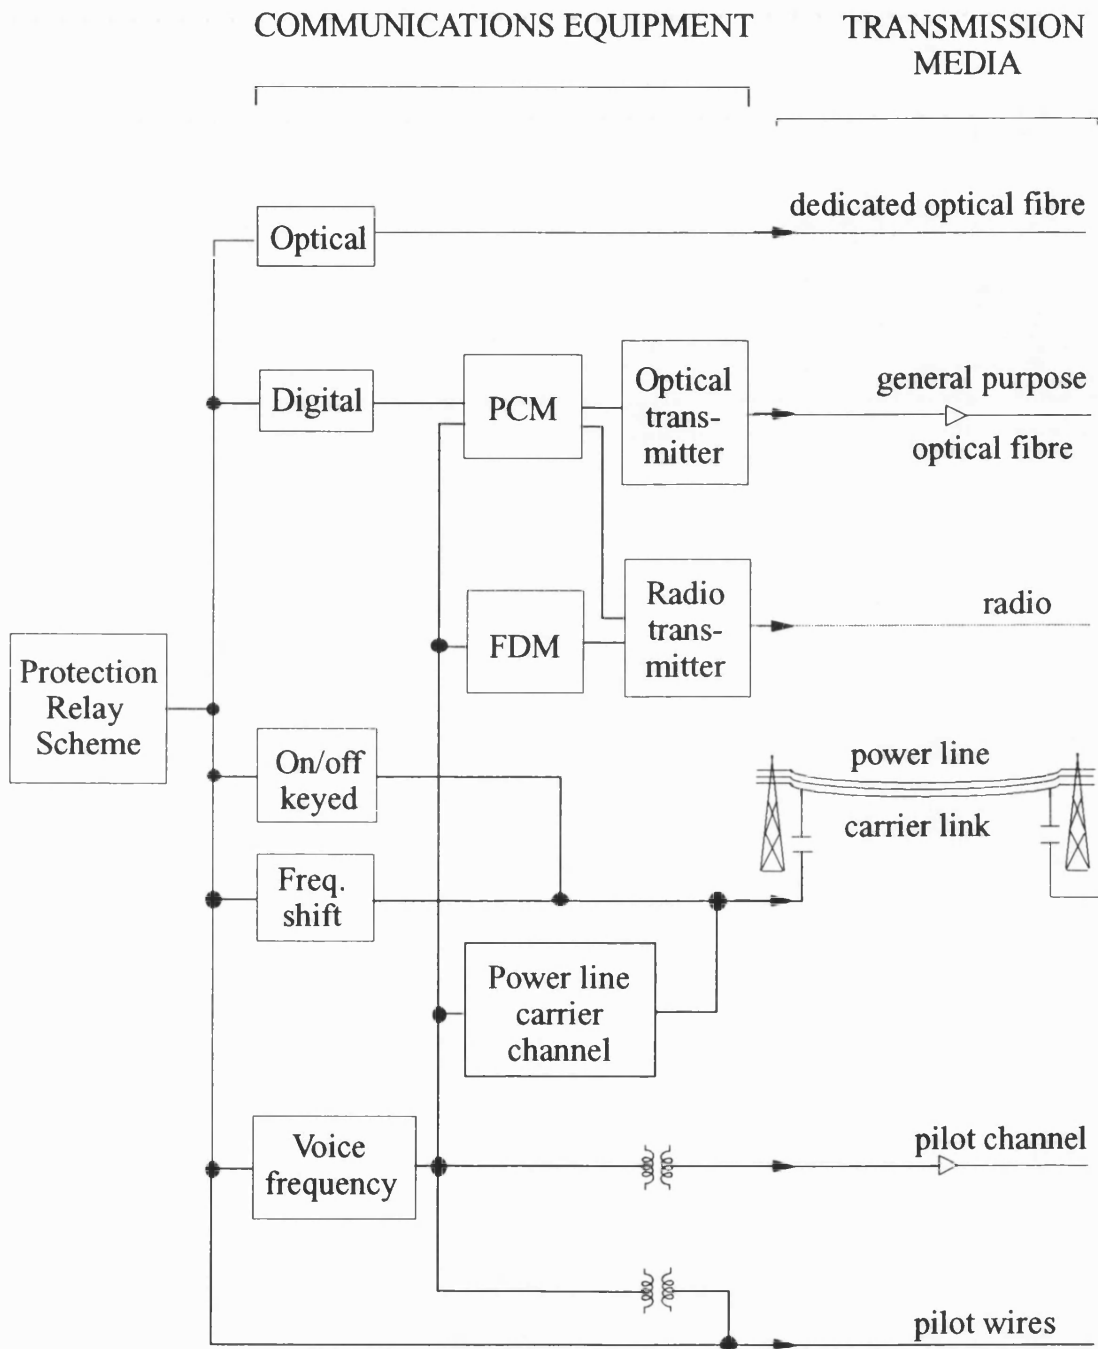 COMMUNICATIONS EQUIPMENT
TRANSMISSION
MEDIA
dedicated optical fibre
Optical
Digital
PCM
Optical
trans-
mitter
general purpose
optical fibre
FDM
Radio
trans-
mitter
radio
Protection
Relay
Scheme
On/off
keyed
power line
carrier link
Freq.
shift
Power line
carrier
channel
Voice
frequency
pilot channel
pilot wires